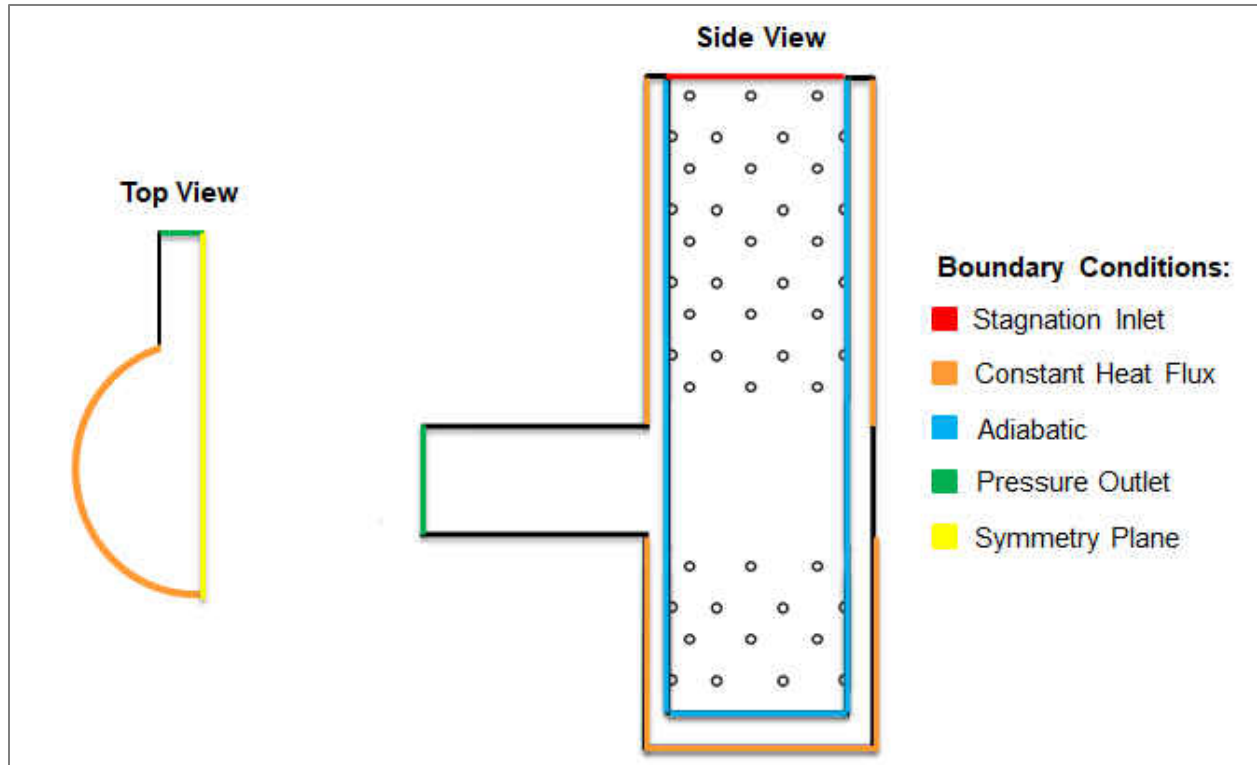 Side View
Top View
Boundary Conditions:
Stagnation Inlet
Constant Heat Flux
Adiabatic
Pressure Outlet
Symmetry Plane